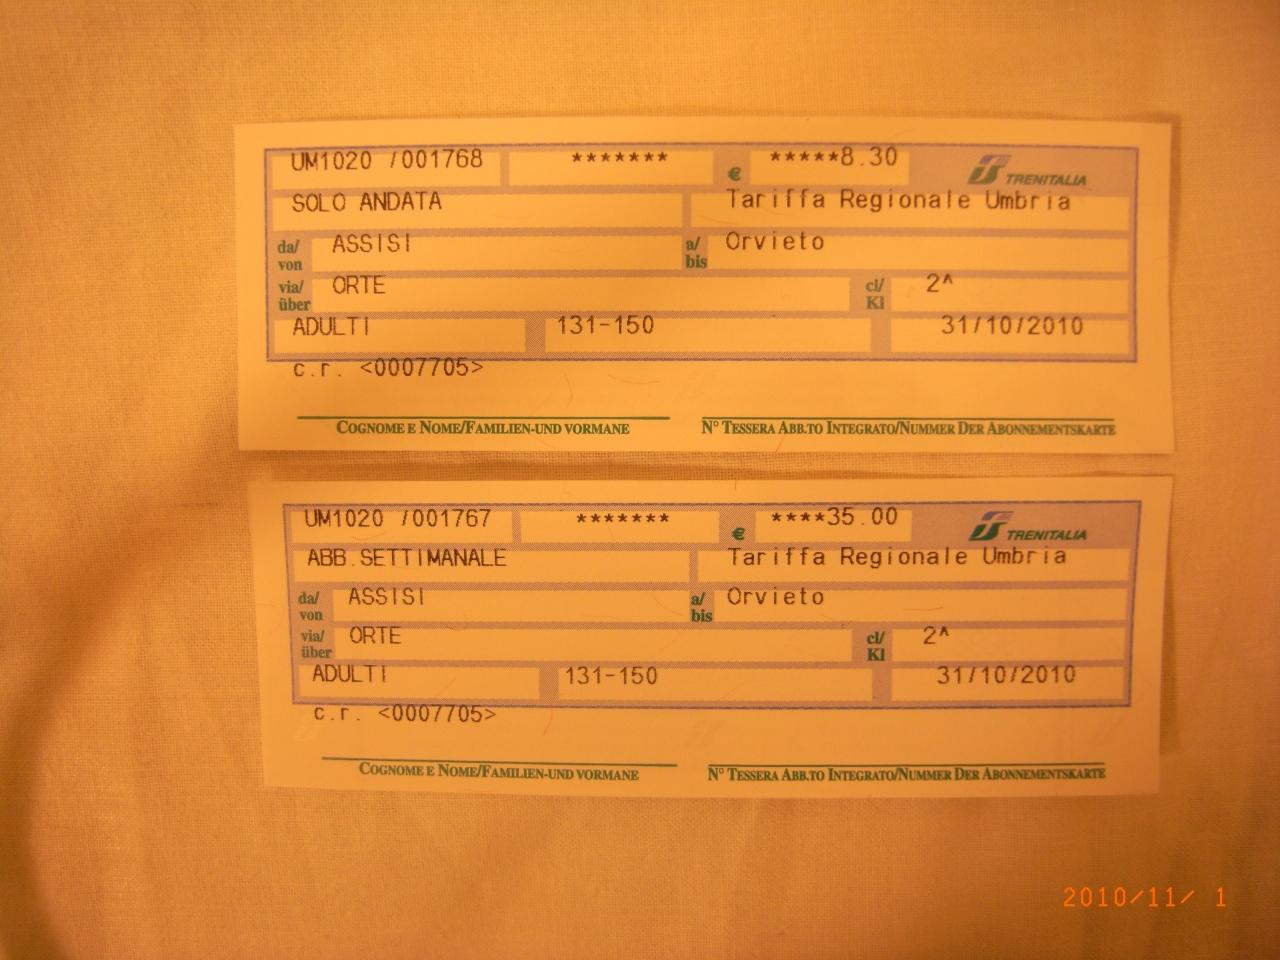 UM1020 /001768 ******* € *****8.30 TRENITALIA
SOLO ANDATA Tariffa Regionale Umbria
da/ von ASSISI a/ bis Orvieto
via/ über ORTE cl/ Kl 2^
ADULTI 131-150 31/10/2010
c.r. <0007705>
COGNOME E NOME/FAMILIEN-UND VORMANE N° TESSERA ABB.TO INTEGRATO/NUMMER DER ABONNEMENTSKARTE
UM1020 /001767 ******* € ****35.00 TRENITALIA
ABB.SETTIMANALE Tariffa Regionale Umbria
da/ von ASSISI a/ bis Orvieto
via/ über ORTE cl/ Kl 2^
ADULTI 131-150 31/10/2010
c.r. <0007705>
COGNOME E NOME/FAMILIEN-UND VORMANE N° TESSERA ABB.TO INTEGRATO/NUMMER DER ABONNEMENTSKARTE
2010/11/ 1